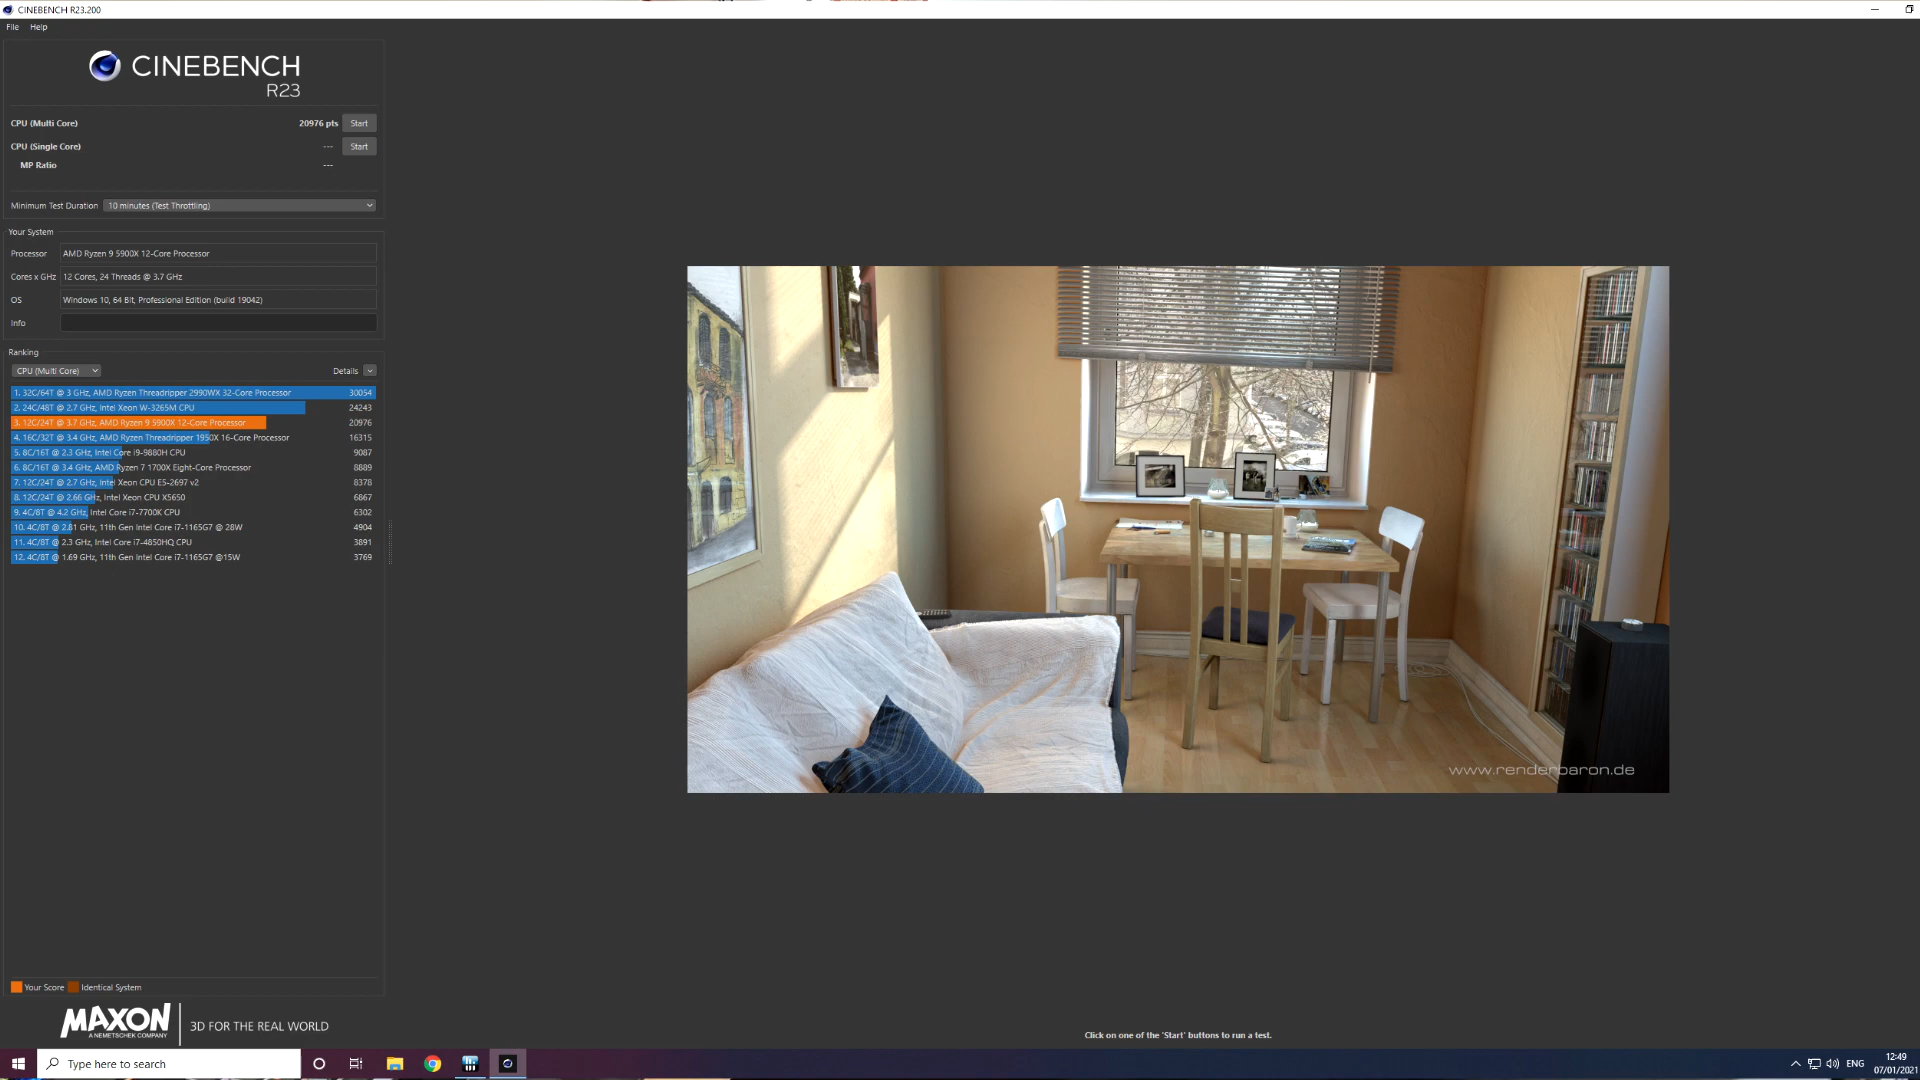 CINEBENCH R23.200
File Help
CINEBENCH
R23
CPU (Multi Core) 20976 pts Start
CPU (Single Core) --- Start
MP Ratio ---
Minimum Test Duration 10 minutes (Test Throttling)
Your System
Processor AMD Ryzen 9 5900X 12-Core Processor
Cores x GHz 12 Cores, 24 Threads @ 3.7 GHz
OS Windows 10, 64 Bit, Professional Edition (build 19042)
Info
Ranking
CPU (Multi Core) Details
1. 32C/64T @ 3 GHz, AMD Ryzen Threadripper 2990WX 32-Core Processor 30054
2. 24C/48T @ 2.7 GHz, Intel Xeon W-3265M CPU 24243
3. 12C/24T @ 3.7 GHz, AMD Ryzen 9 5900X 12-Core Processor 20976
4. 16C/32T @ 3.4 GHz, AMD Ryzen Threadripper 1950X 16-Core Processor 16315
5. 8C/16T @ 2.3 GHz, Intel Core i9-9880H CPU 9087
6. 8C/16T @ 3.4 GHz, AMD Ryzen 7 1700X Eight-Core Processor 8889
7. 12C/24T @ 2.7 GHz, Intel Xeon CPU E5-2697 v2 8378
8. 12C/24T @ 2.66 GHz, Intel Xeon CPU X5650 6867
9. 4C/8T @ 4.2 GHz, Intel Core i7-7700K CPU 6302
10. 4C/8T @ 2.81 GHz, 11th Gen Intel Core i7-1165G7 @ 28W 4904
11. 4C/8T @ 2.3 GHz, Intel Core i7-4850HQ CPU 3891
12. 4C/8T @ 1.69 GHz, 11th Gen Intel Core i7-1165G7 @15W 3769
www.renderbaron.de
Your Score Identical System
MAXON
A NEMETSCHEK COMPANY
3D FOR THE REAL WORLD
Click on one of the 'Start' buttons to run a test.
Type here to search
ENG
12:49
07/01/2021